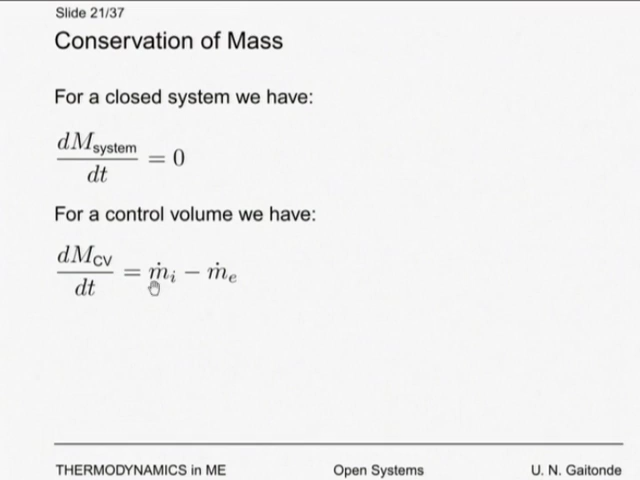 Slide 21/37
Conservation of Mass
For a closed system we have:
dM_system/dt = 0
For a control volume we have:
dM_CV/dt = ṁ_i − ṁ_e
THERMODYNAMICS in ME Open Systems U. N. Gaitonde